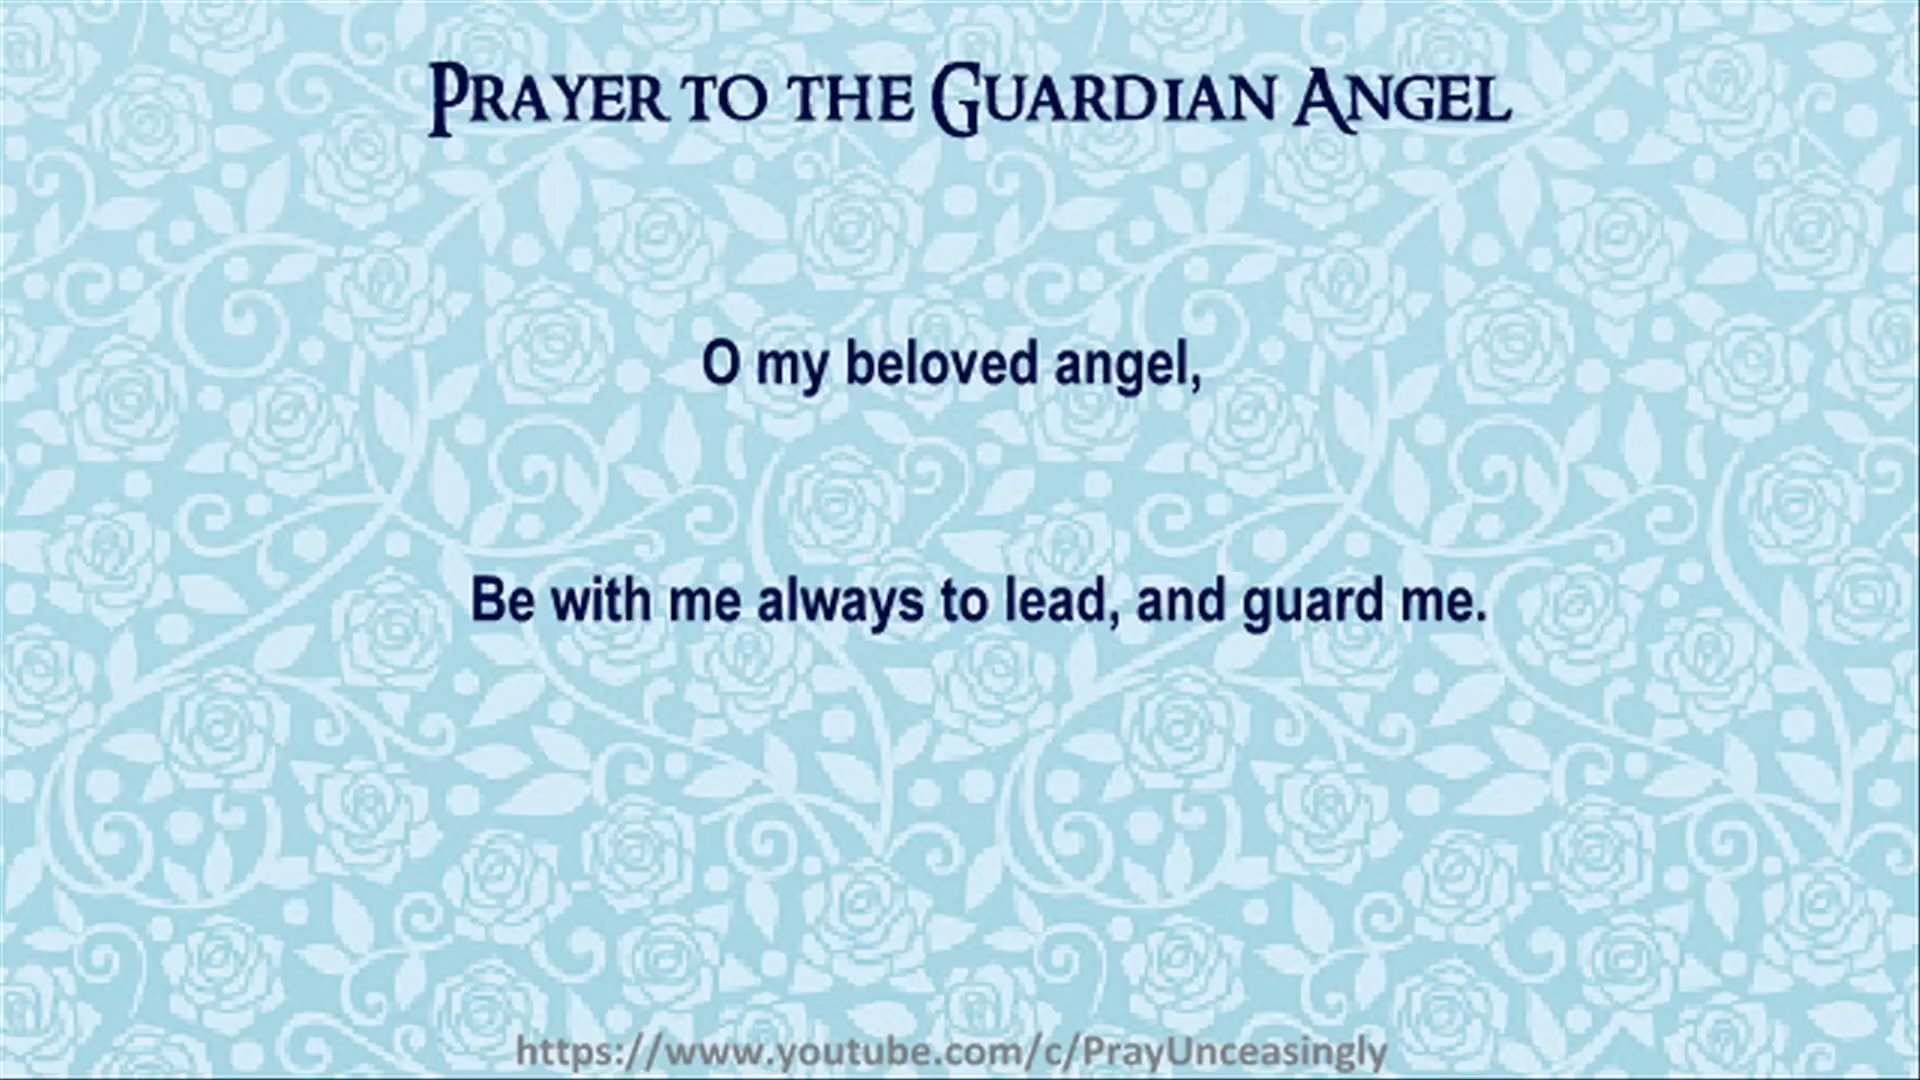 PRAYER TO THE GUARDIAN ANGEL
O my beloved angel,
Be with me always to lead, and guard me.
https://www.youtube.com/c/PrayUnceasingly